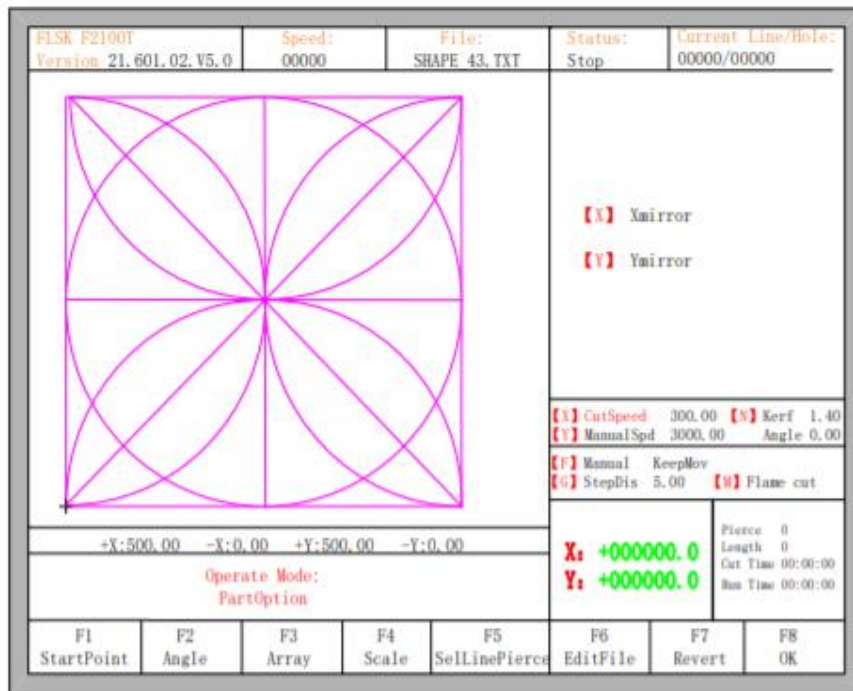 FLSK F2100T
Version 21.601.02.V5.0
Speed:
00000
File:
SHAPE 43.TXT
Status:
Stop
Current Line/Hole:
00000/00000
【X】 Xmirror
【Y】 Ymirror
【X】 CutSpeed 300.00 【N】 Kerf 1.40
【Y】 ManualSpd 3000.00 Angle 0.00
【F】 Manual KeepMov
【G】 StepDis 5.00 【M】 Flame cut
+X:500.00 -X:0.00 +Y:500.00 -Y:0.00
Operate Mode:
PartOption
X: +000000.0
Y: +000000.0
Pierce 0
Length 0
Cut Time 00:00:00
Run Time 00:00:00
F1
StartPoint
F2
Angle
F3
Array
F4
Scale
F5
SelLinePierce
F6
EditFile
F7
Revert
F8
OK